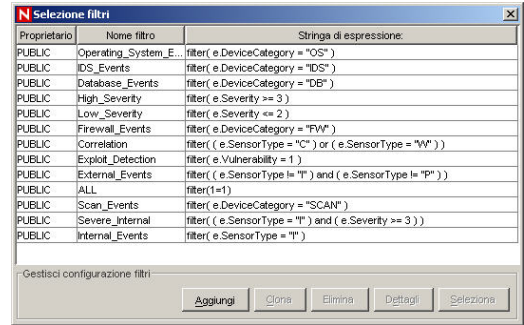 Selezione filtri
Proprietario Nome filtro Stringa di espressione:
PUBLIC Operating_System_E... filter( e.DeviceCategory = "OS" )
PUBLIC IDS_Events filter( e.DeviceCategory = "IDS" )
PUBLIC Database_Events filter( e.DeviceCategory = "DB" )
PUBLIC High_Severity filter( e.Severity >= 3 )
PUBLIC Low_Severity filter( e.Severity <= 2 )
PUBLIC Firewall_Events filter( e.DeviceCategory = "FW" )
PUBLIC Correlation filter( ( e.SensorType = "C" ) or ( e.SensorType = "W" ) )
PUBLIC Exploit_Detection filter( e.Vulnerability = 1 )
PUBLIC External_Events filter( ( e.SensorType != "I" ) and ( e.SensorType != "P" ) )
PUBLIC ALL filter(1=1)
PUBLIC Scan_Events filter( e.DeviceCategory = "SCAN" )
PUBLIC Severe_Internal filter( ( e.SensorType = "I" ) and ( e.Severity >= 3 ) )
PUBLIC Internal_Events filter( e.SensorType = "I" )
Gestisci configurazione filtri
Aggiungi Clona Elimina Dettagli Seleziona